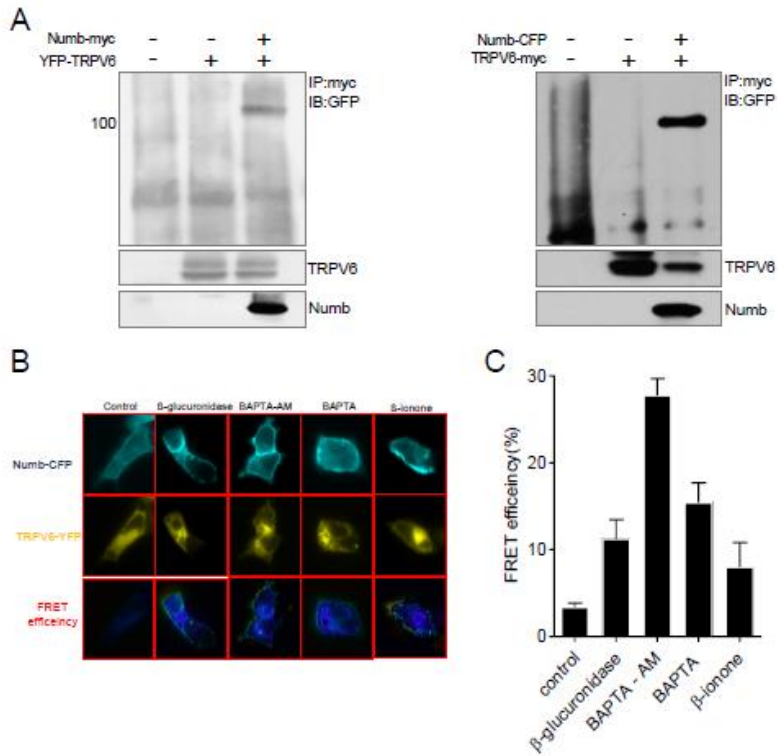 A
Numb-myc - - +
YFP-TRPV6 - + +
IP:myc
IB:GFP
100
TRPV6
Numb
Numb-CFP - - +
TRPV6-myc - + +
IP:myc
IB:GFP
TRPV6
Numb
B
Control ß-glucuronidase BAPTA-AM BAPTA ß-ionone
Numb-CFP
TRPV6-YFP
FRET
efficeincy
C
FRET efficeincy(%)
30
20
10
0
control
β-glucuronidase
BAPTA - AM
BAPTA
β-ionone